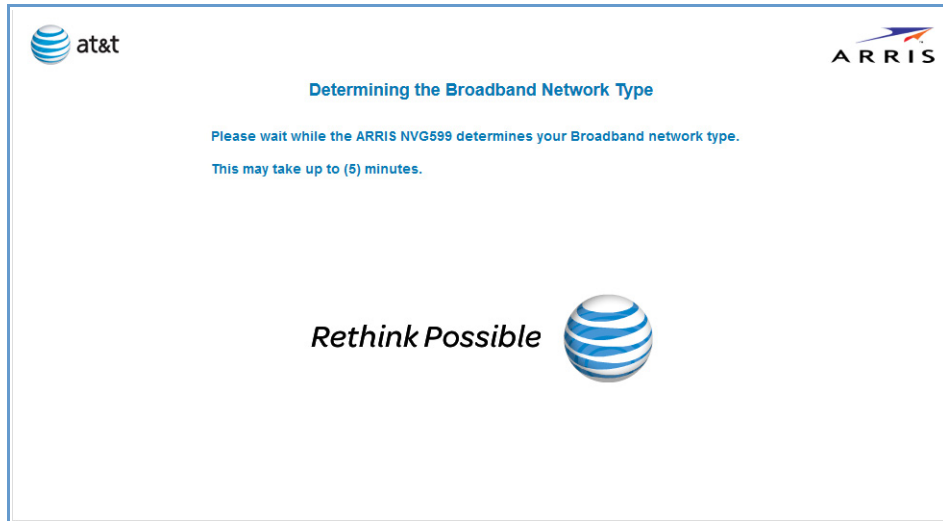 at&t
ARRIS
Determining the Broadband Network Type
Please wait while the ARRIS NVG599 determines your Broadband network type.
This may take up to (5) minutes.
Rethink Possible